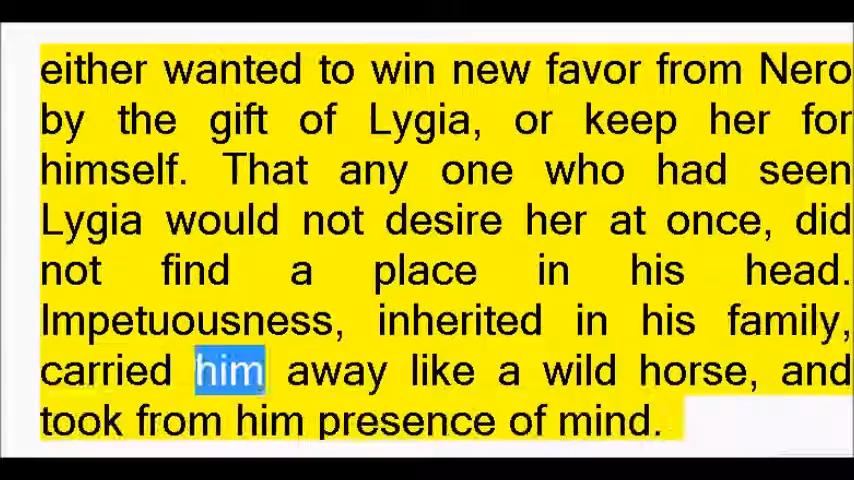 either wanted to win new favor from Nero
by the gift of Lygia, or keep her for
himself. That any one who had seen
Lygia would not desire her at once, did
not find a place in his head.
Impetuousness, inherited in his family,
carried him away like a wild horse, and
took from him presence of mind.